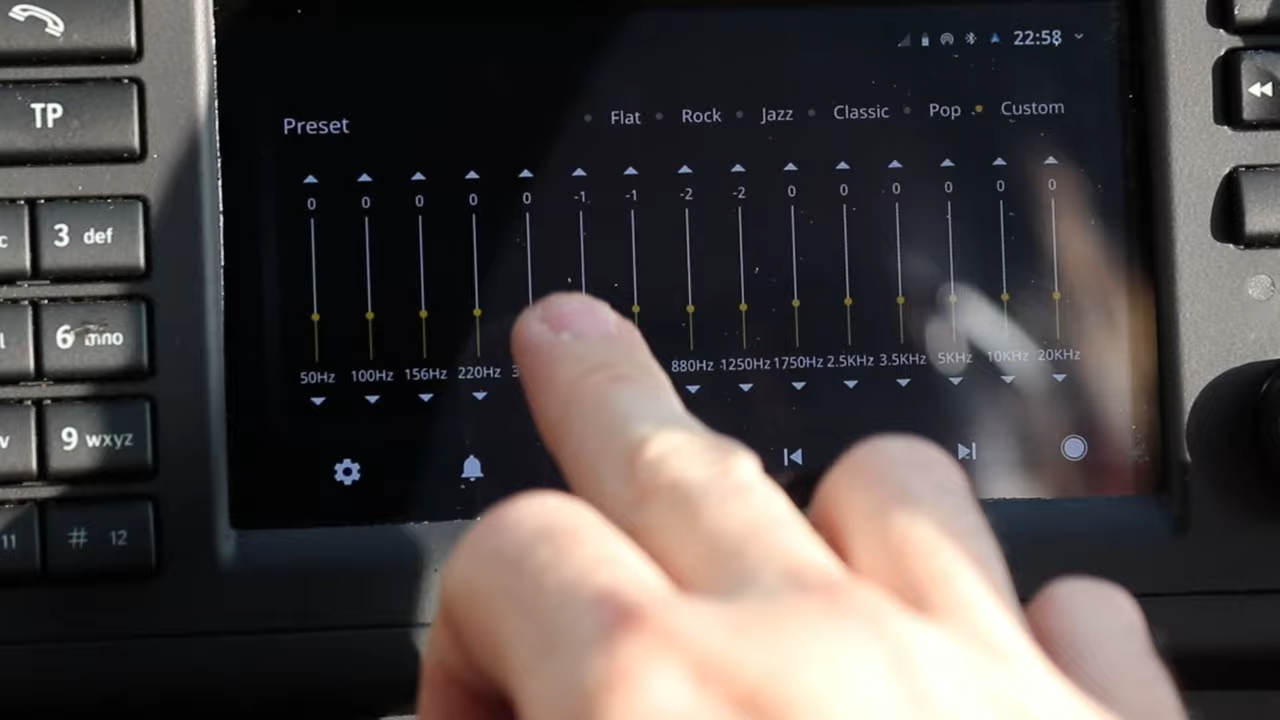 22:58
TP
Preset
Flat Rock Jazz Classic Pop Custom
0 0 0 0 0 -1 -1 -2 -2 0 0 0 0 0 0
3 def
6 mno
50Hz 100Hz 156Hz 220Hz 880Hz 1250Hz 1750Hz 2.5KHz 3.5KHz 5KHz 10KHz 20KHz
9 wxyz
11 # 12